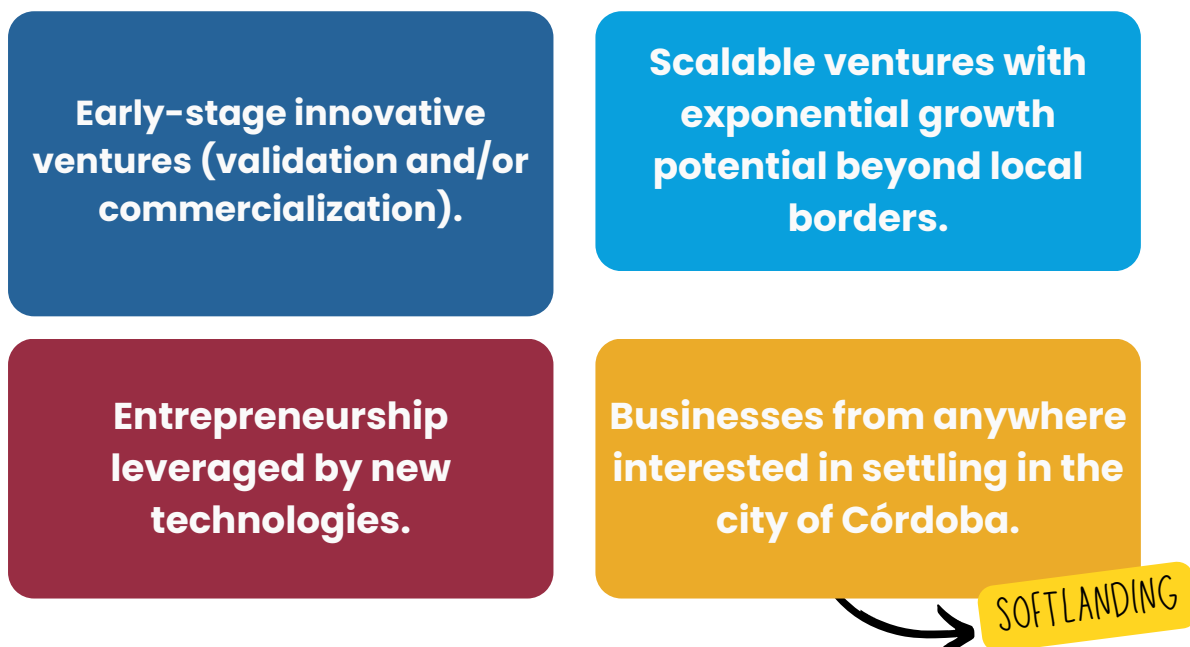 Early-stage innovative
ventures (validation and/or
commercialization).
Scalable ventures with
exponential growth
potential beyond local
borders.
Entrepreneurship
leveraged by new
technologies.
Businesses from anywhere
interested in settling in the
city of Córdoba.
SOFTLANDING